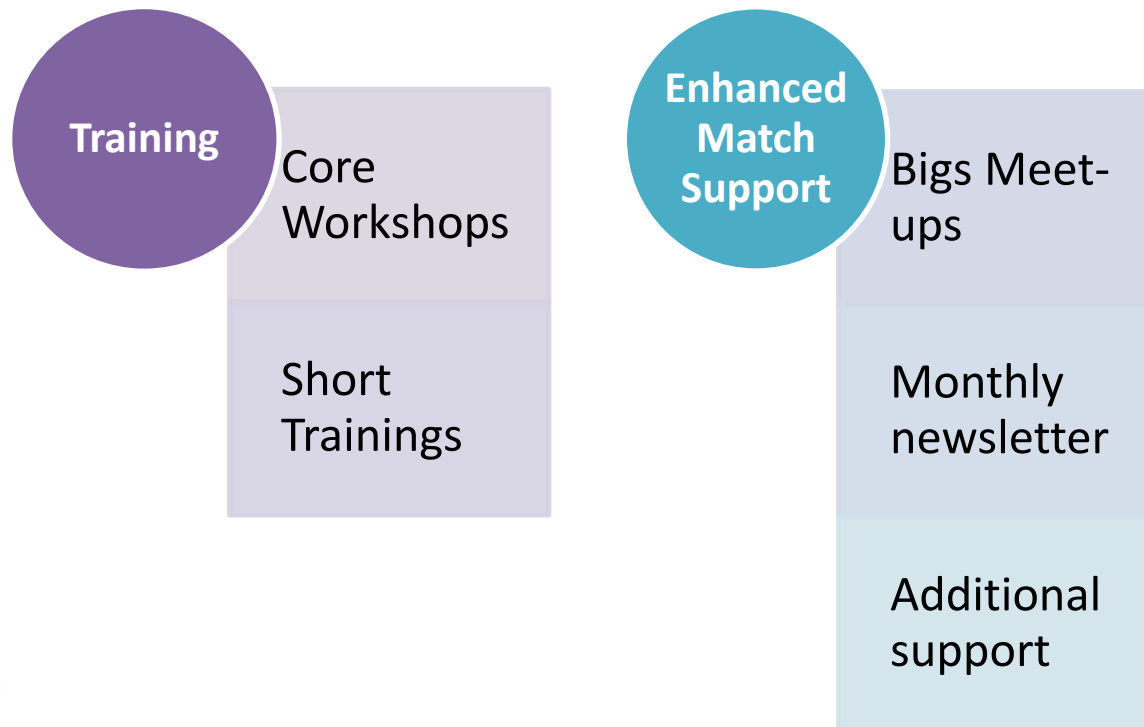 Training
Core
Workshops
Short
Trainings
Enhanced
Match
Support
Bigs Meet-
ups
Monthly
newsletter
Additional
support